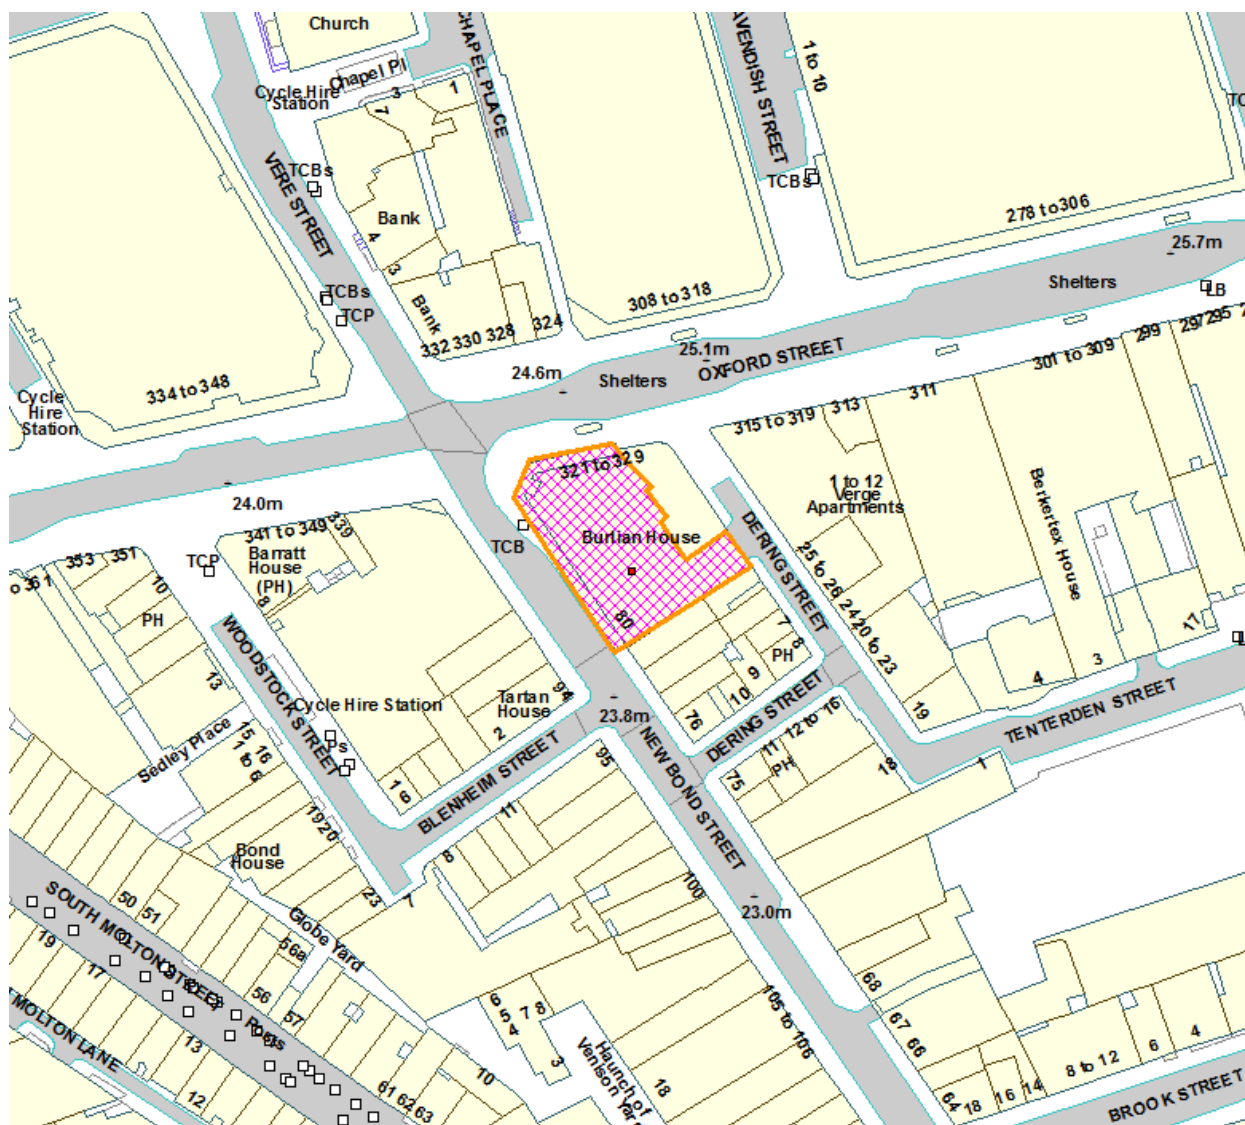 Church
Chapel Pl
Cycle Hire
Station
CHAPEL PLACE
AVENDISH STREET
1 to 10
3
1
7
TCBs
VERE STREET
Bank
4
3
TCBs
278 to 306
25.7m
Shelters
LB
TCBs
TCP
Bank
332
330
328
324
308 to 318
25.1m
OXFORD STREET
24.6m
Shelters
301 to 309
299
334 to 348
Cycle
Hire
Station
311
313
315 to 319
321 to 329
24.0m
1 to 12
Verge
Apartments
Berkertex House
TCB
Burlian House
DERING STREET
341 to 349
339
Barratt
House
(PH)
8
TCP
353
351
10
PH
13
25 to 26
24
20 to 23
80
7
8
PH
9
10
17
4
3
WOODSTOCK STREET
Cycle Hire Station
Tartan
House
94
2
23.8m
76
DERING STREET
19
TENTERDEN STREET
Sedley Place
15
16
1 to 6
Ps
1
6
BLENHEIM STREET
95
NEW BOND STREET
75
11
12 to 16
PH
18
1
1920
Bond
House
23
7
8
11
100
23.0m
SOUTH MOLTON STREET
50
51
Globe Yard
56a
56
57
19
17
13
12
Posts
MOLTON LANE
61
62
63
10
6
5
4
7
8
3
Haunch of
Venison Yar
18
105 to 106
68
67
66
64
18
16
14
8 to 12
6
4
BROOK STREET